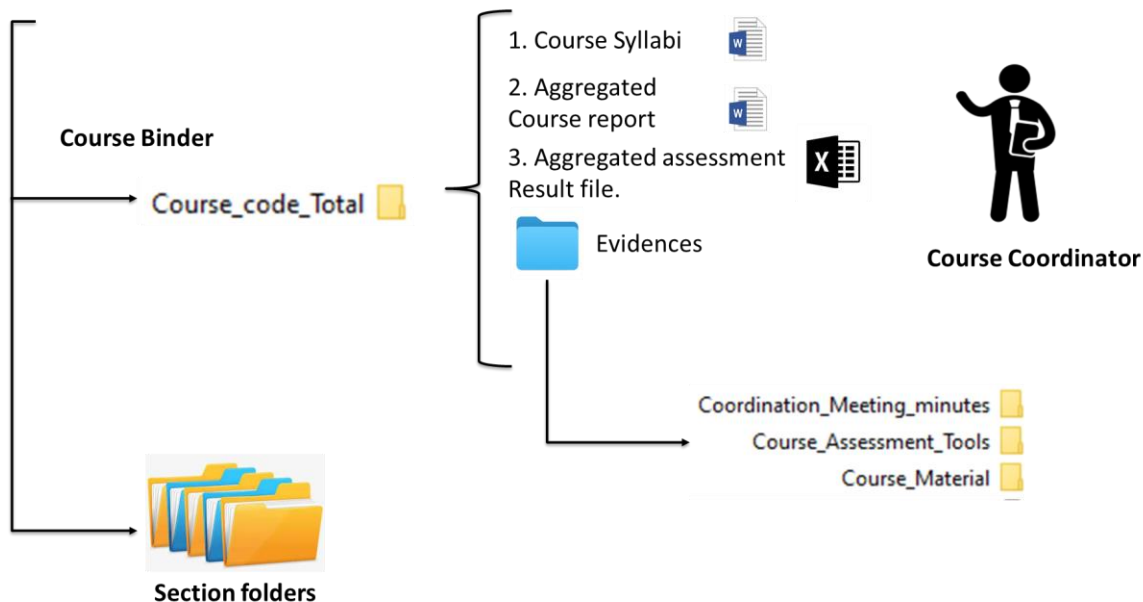 1. Course Syllabi
W
2. Aggregated
Course report
W
Course Binder
3. Aggregated assessment
Result file.
X
Course_code_Total
Evidences
Course Coordinator
Coordination_Meeting_minutes
Course_Assessment_Tools
Course_Material
Section folders